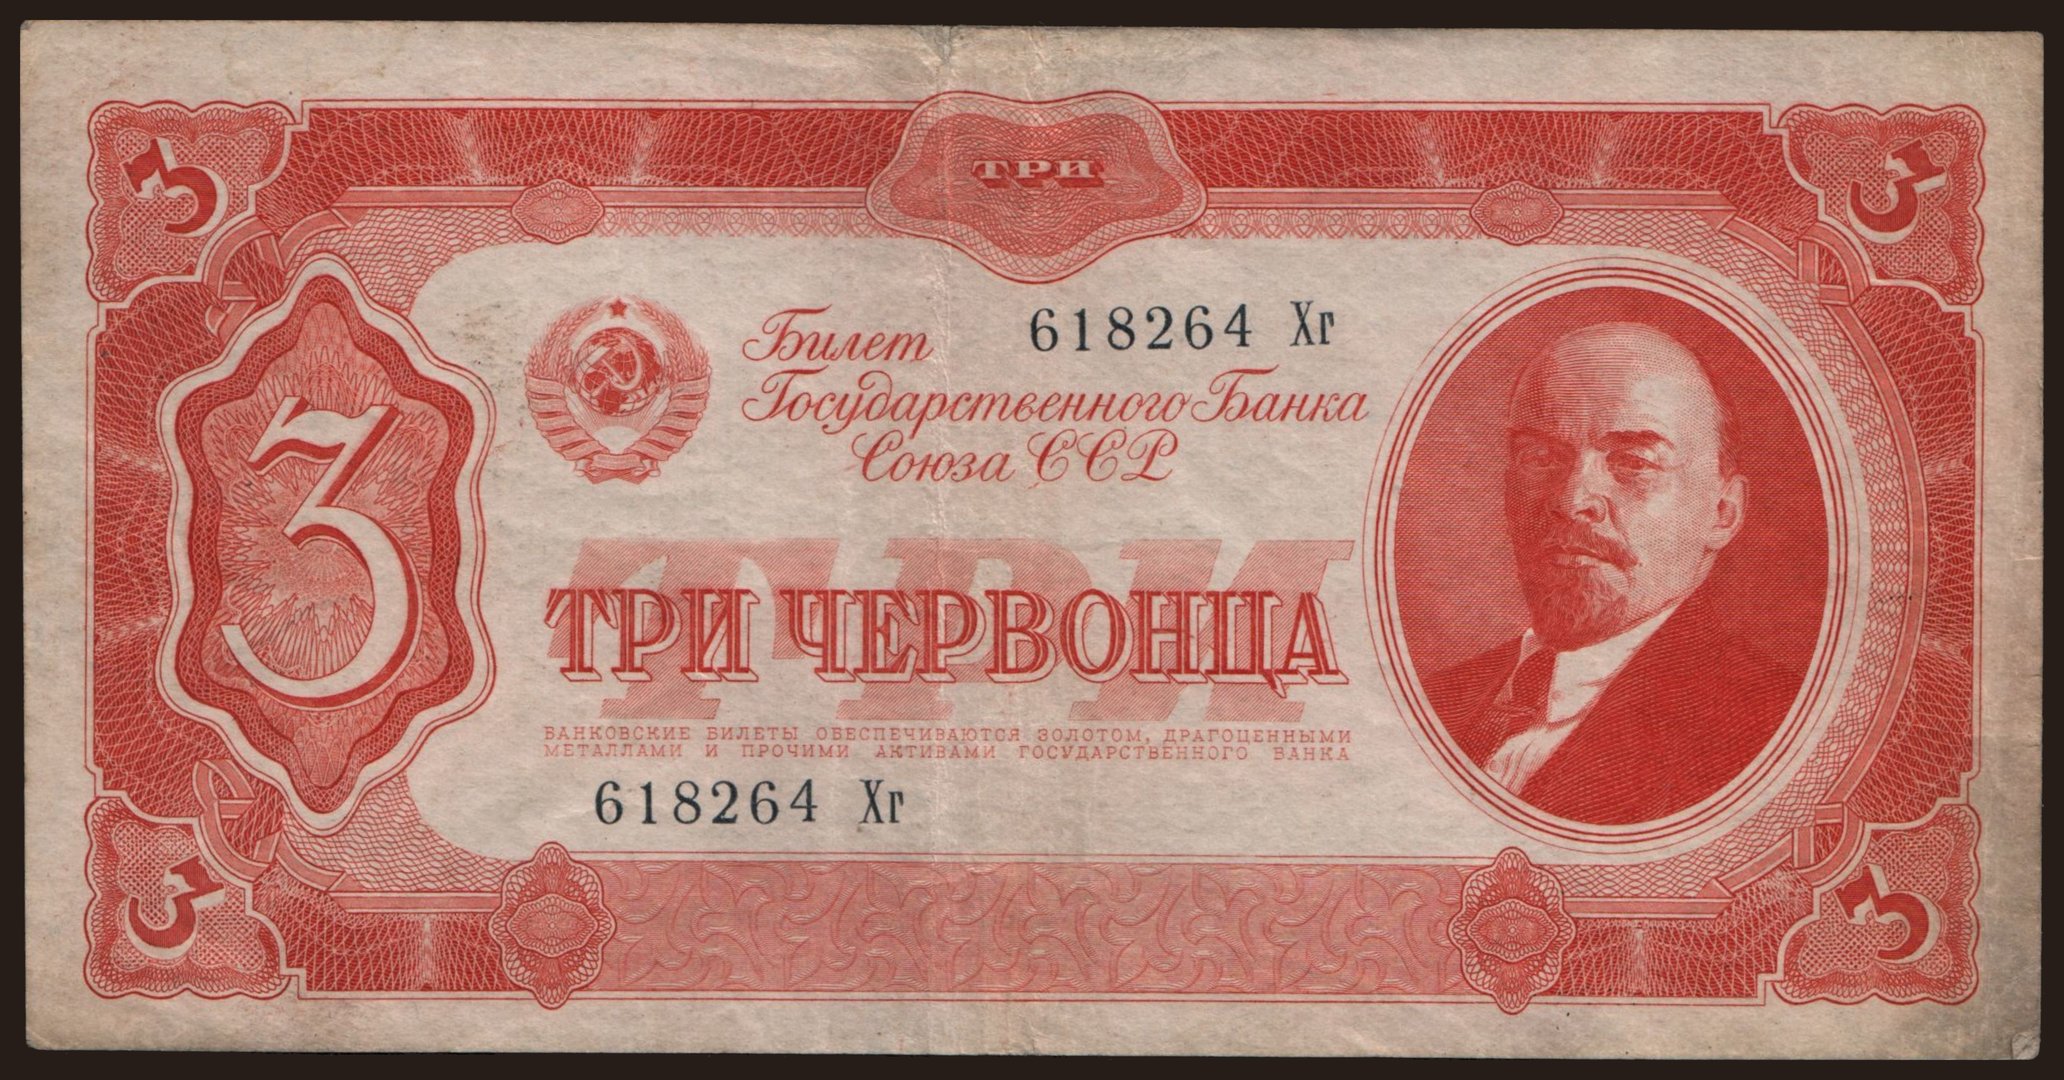 3
ТРИ
3
618264 Хг
Билет
Государственного Банка
Союза ССР
3
ТРИ
ТРИ ЧЕРВОНЦА
БАНКОВСКИЕ БИЛЕТЫ ОБЕСПЕЧИВАЮТСЯ ЗОЛОТОМ, ДРАГОЦЕННЫМИ
МЕТАЛЛАМИ И ПРОЧИМИ АКТИВАМИ ГОСУДАРСТВЕННОГО БАНКА
618264 Хг
3
3